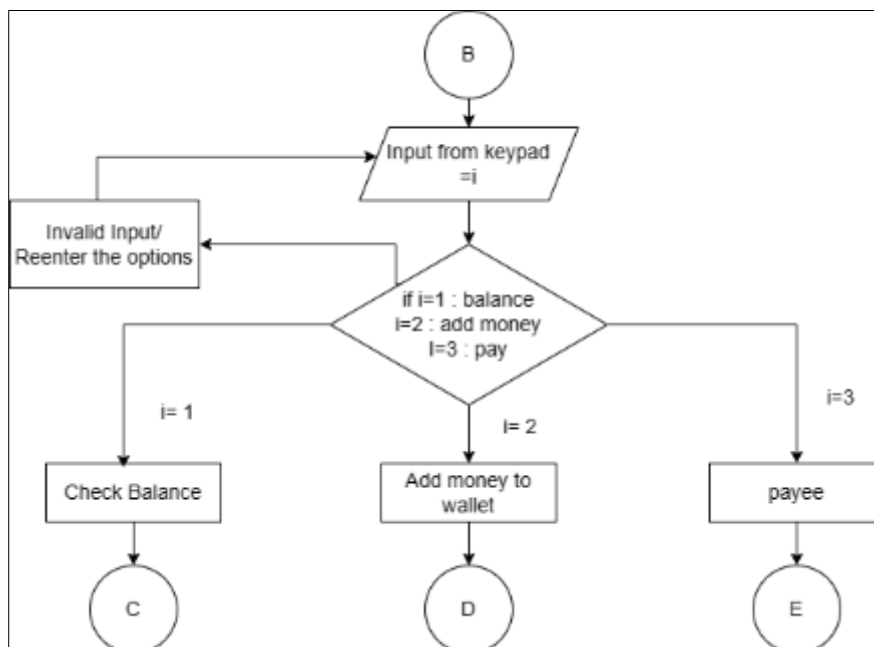 B
Input from keypad
=i
Invalid Input/
Reenter the options
if i=1 : balance
i=2 : add money
I=3 : pay
i= 1
i= 2
i=3
Check Balance
Add money to
wallet
payee
C
D
E